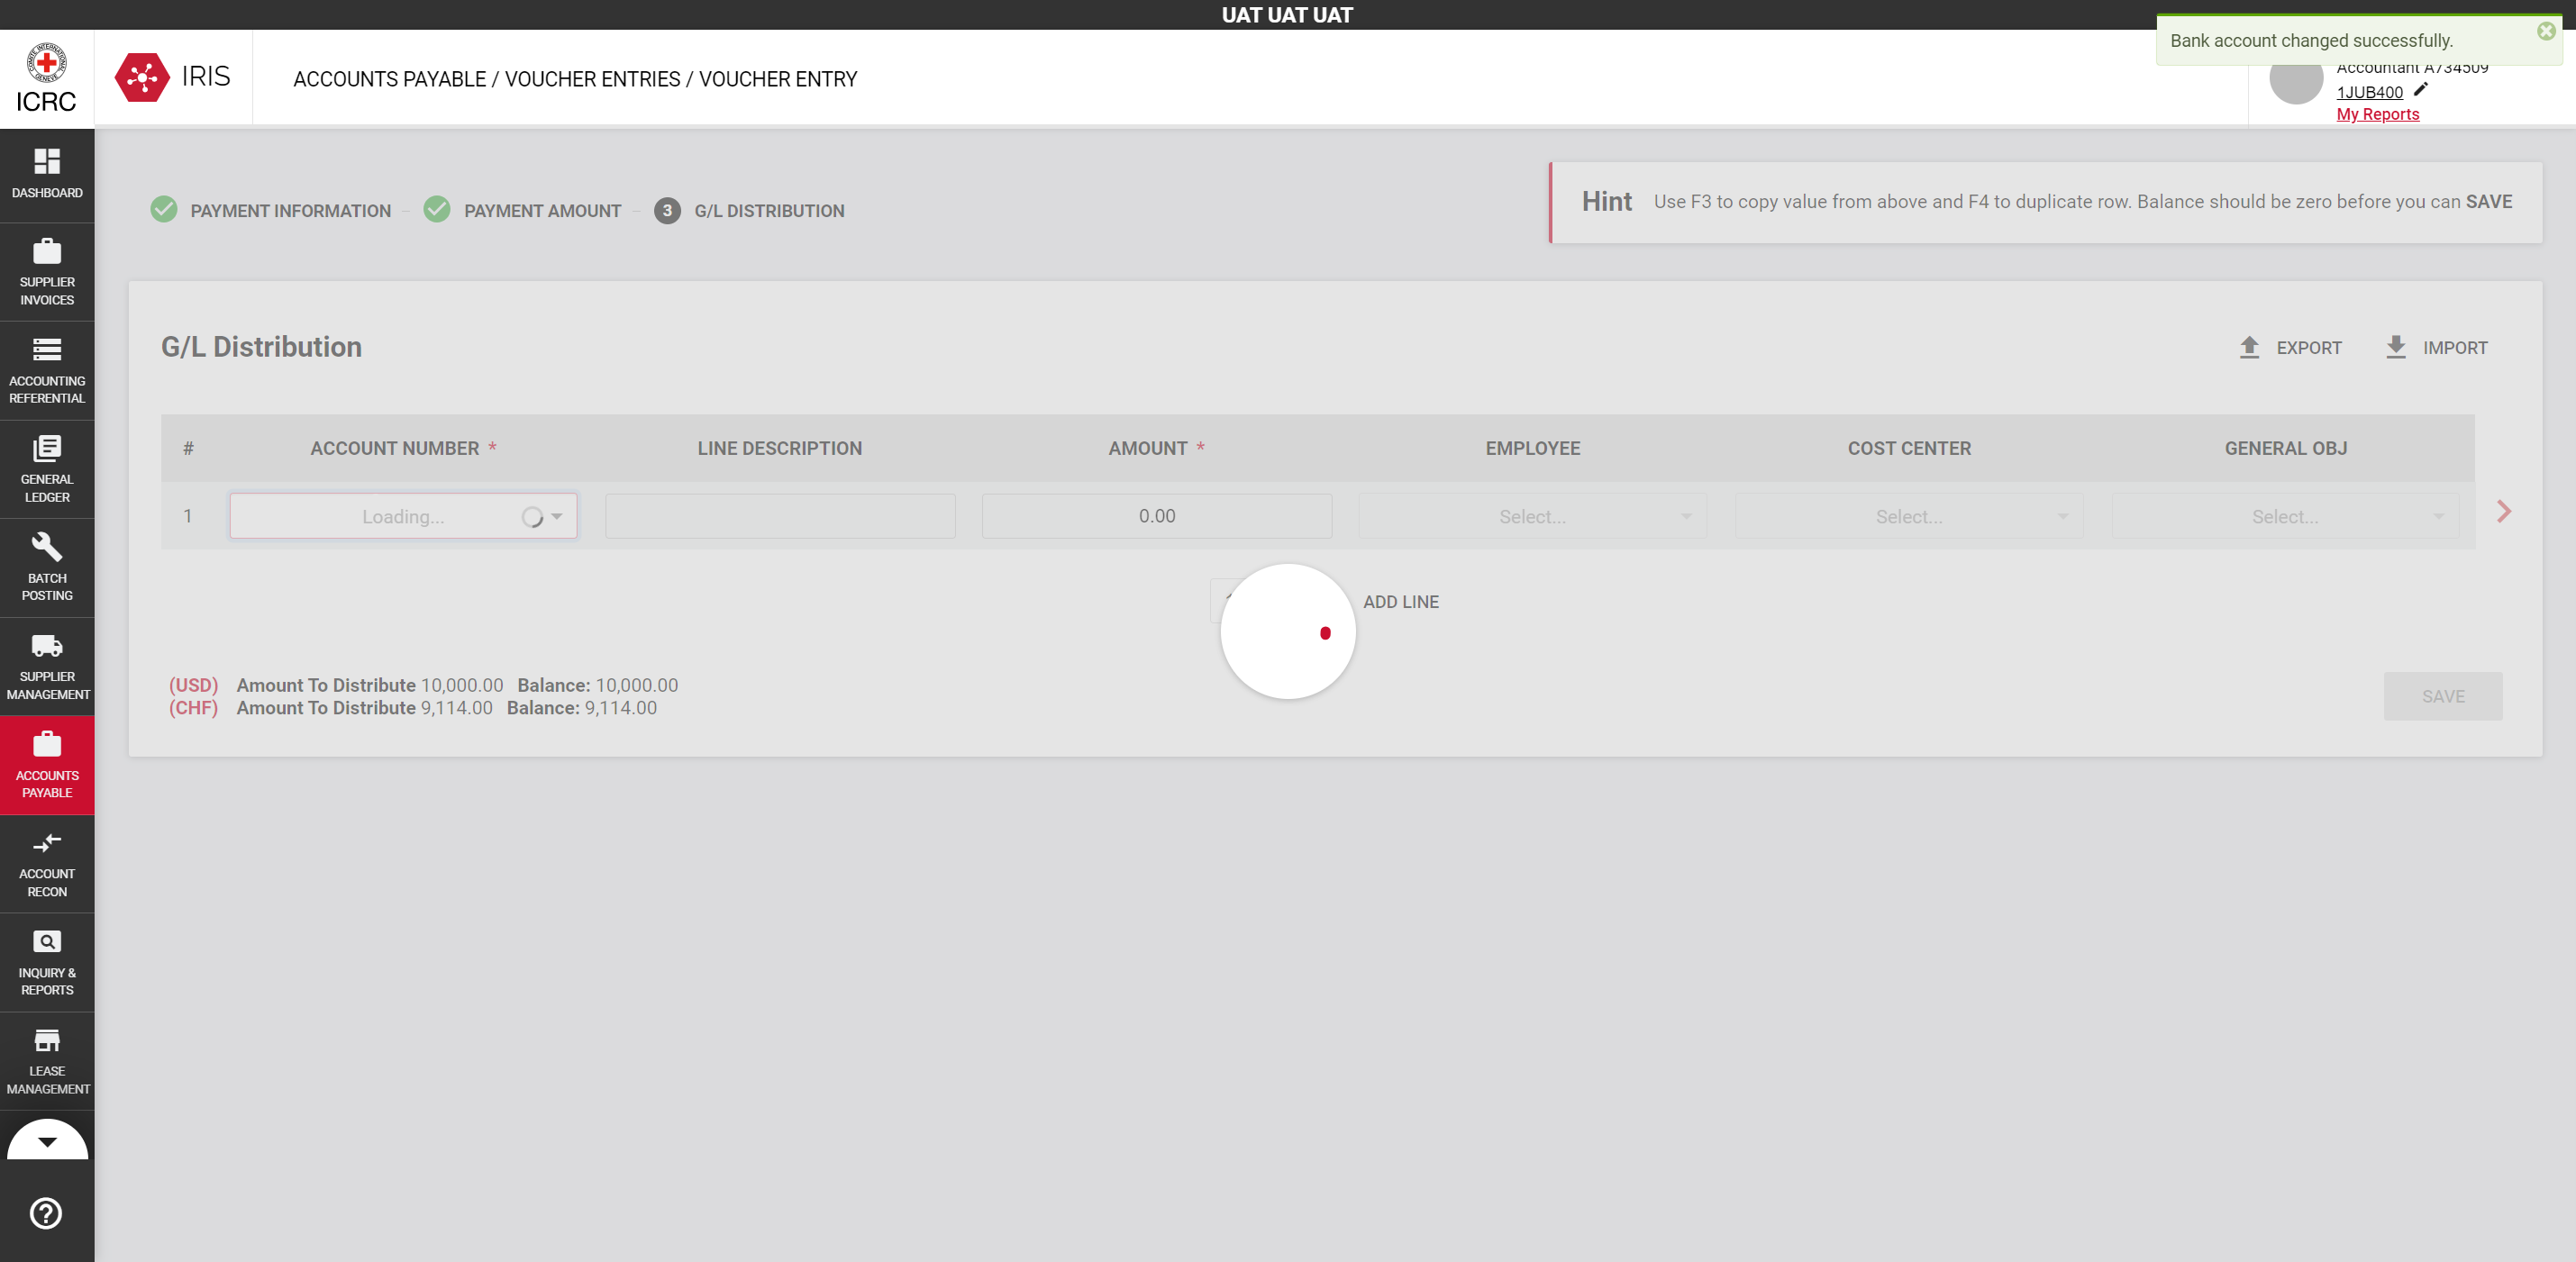 UAT UAT UAT
Bank account changed successfully.
ICRC
IRIS
ACCOUNTS PAYABLE / VOUCHER ENTRIES / VOUCHER ENTRY
Accountant A734509
1JUB400
My Reports
DASHBOARD
SUPPLIER
INVOICES
ACCOUNTING
REFERENTIAL
GENERAL
LEDGER
BATCH
POSTING
SUPPLIER
MANAGEMENT
ACCOUNTS
PAYABLE
ACCOUNT
RECON
INQUIRY &
REPORTS
LEASE
MANAGEMENT
PAYMENT INFORMATION
PAYMENT AMOUNT
3 G/L DISTRIBUTION
Hint Use F3 to copy value from above and F4 to duplicate row. Balance should be zero before you can SAVE
G/L Distribution
EXPORT
IMPORT
# ACCOUNT NUMBER * LINE DESCRIPTION AMOUNT * EMPLOYEE COST CENTER GENERAL OBJ
1 Loading... 0.00 Select... Select... Select...
ADD LINE
(USD) Amount To Distribute 10,000.00 Balance: 10,000.00
(CHF) Amount To Distribute 9,114.00 Balance: 9,114.00
SAVE